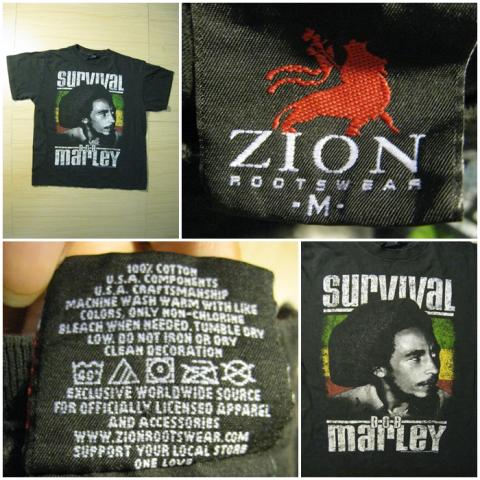 SURVIVAL
BOB
MARLEY
ZION
ROOTSWEAR
-M-
100% COTTON
U.S.A. COMPONENTS
U.S.A. CRAFTSMANSHIP
MACHINE WASH WARM WITH LIKE
COLORS, ONLY NON-CHLORINE
BLEACH WHEN NEEDED. TUMBLE DRY
LOW. DO NOT IRON OR DRY
CLEAN DECORATION
EXCLUSIVE WORLDWIDE SOURCE
FOR OFFICIALLY LICENSED APPAREL
AND ACCESSORIES
WWW.ZIONROOTSWEAR.COM
SUPPORT YOUR LOCAL STORE
ONE LOVE
SURVIVAL
BOB
MARLEY